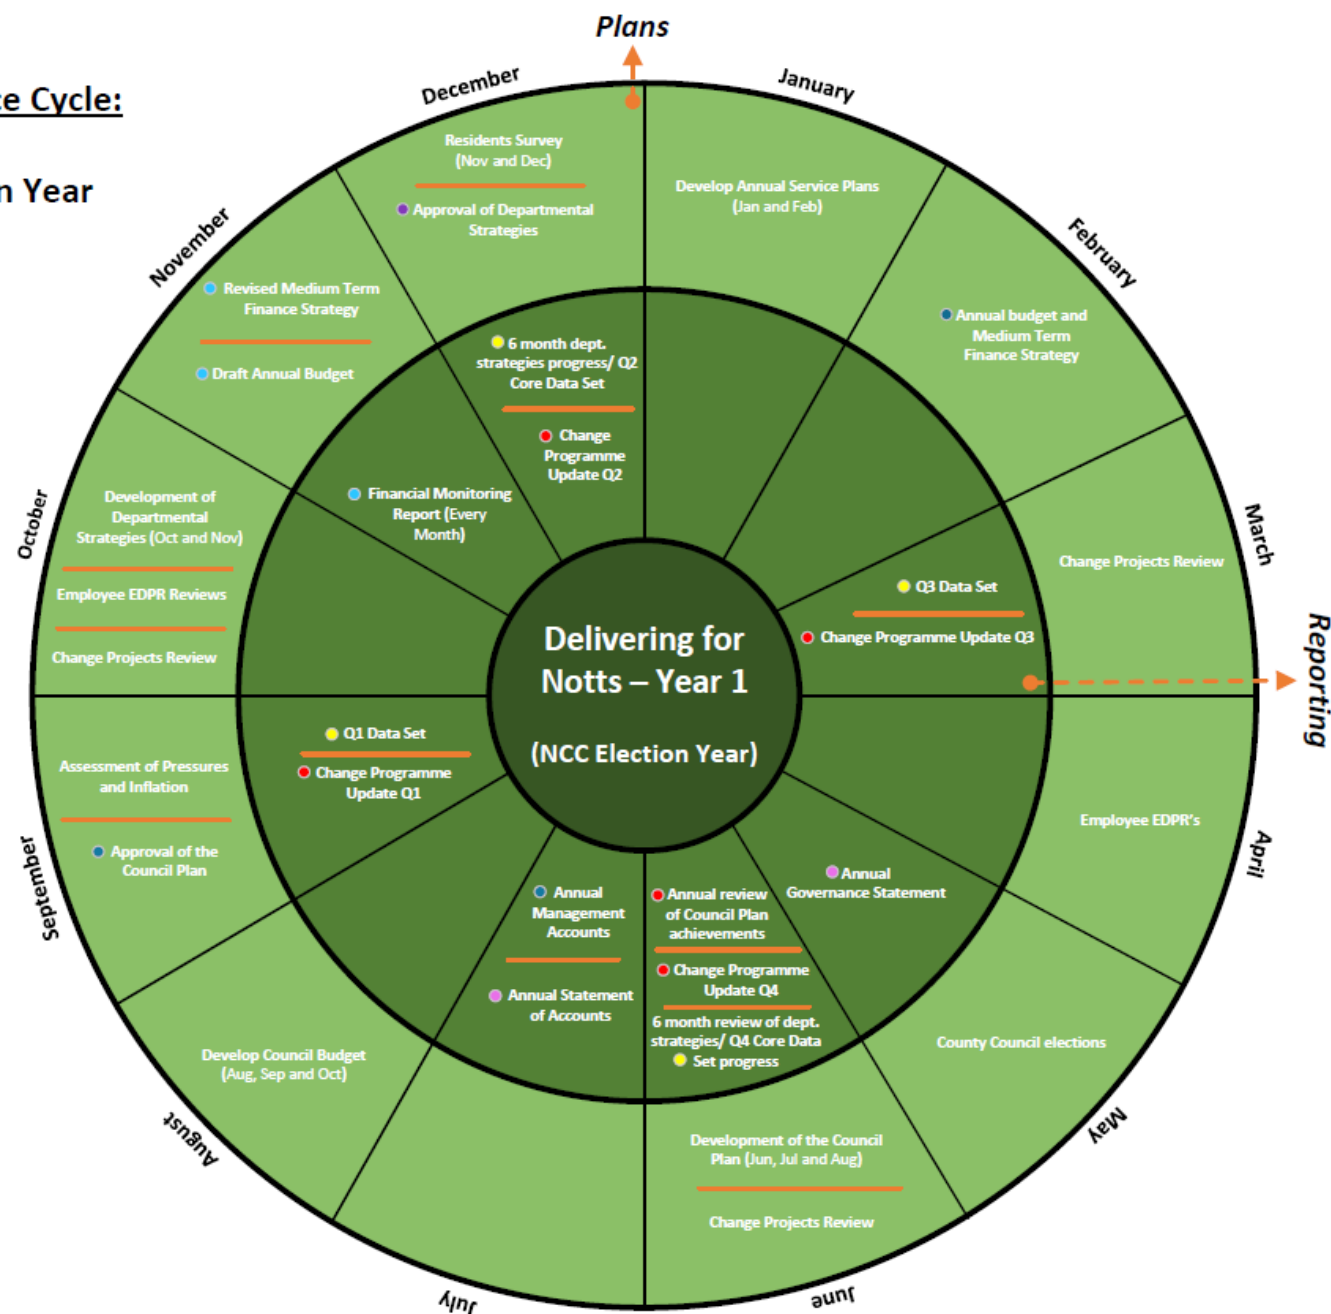 Plans
ce Cycle:
n Year
December
January
February
March
April
May
June
July
August
September
October
November
Reporting
Residents Survey
(Nov and Dec)
Approval of Departmental
Strategies
Develop Annual Service Plans
(Jan and Feb)
Annual budget and
Medium Term
Finance Strategy
Change Projects Review
Employee EDPR's
County Council elections
Development of the Council
Plan (Jun, Jul and Aug)
Change Projects Review
Develop Council Budget
(Aug, Sep and Oct)
Assessment of Pressures
and Inflation
Approval of the
Council Plan
Development of
Departmental
Strategies (Oct and Nov)
Employee EDPR Reviews
Change Projects Review
Revised Medium Term
Finance Strategy
Draft Annual Budget
6 month dept.
strategies progress/ Q2
Core Data Set
Change
Programme
Update Q2
Q3 Data Set
Change Programme Update Q3
Annual
Governance Statement
Annual review
of Council Plan
achievements
Change Programme
Update Q4
6 month review of dept.
strategies/ Q4 Core Data
Set progress
Annual
Management
Accounts
Annual Statement
of Accounts
Q1 Data Set
Change Programme
Update Q1
Financial Monitoring
Report (Every
Month)
Delivering for
Notts – Year 1
(NCC Election Year)